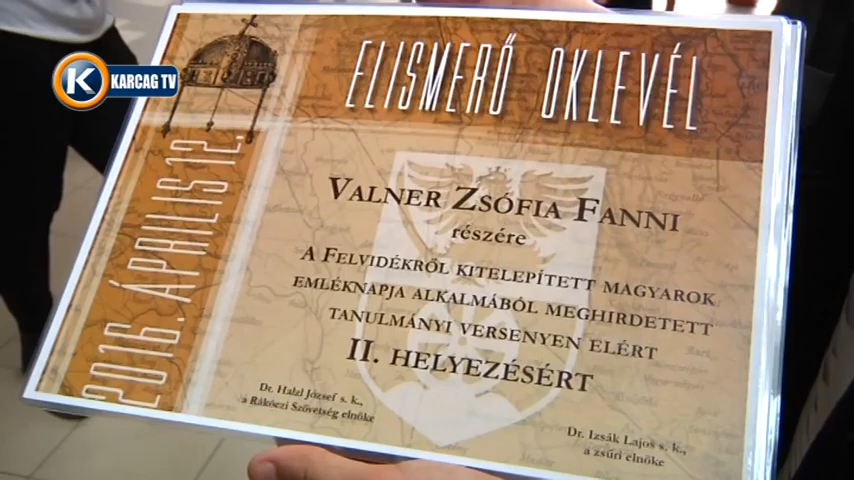 K KARCAG TV
ELISMERŐ OKLEVÉL
2016. ÁPRILIS 12.
VALNER ZSÓFIA FANNI
részére
A FELVIDÉKRŐL KITELEPÍTETT MAGYAROK
EMLÉKNAPJA ALKALMÁBÓL MEGHIRDETETT
TANULMÁNYI VERSENYEN ELÉRT
II. HELYEZÉSÉRT
Dr. Halzl József s. k.,
a Rákóczi Szövetség elnöke
Dr. Izsák Lajos s. k.,
a zsűri elnöke